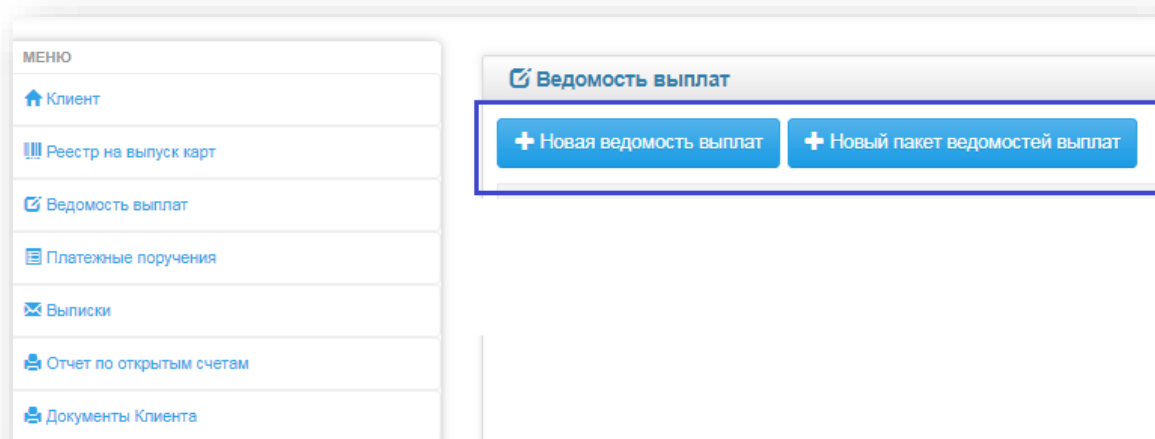 МЕНЮ
Клиент
Реестр на выпуск карт
Ведомость выплат
Платежные поручения
Выписки
Отчет по открытым счетам
Документы Клиента
Ведомость выплат
Новая ведомость выплат
Новый пакет ведомостей выплат